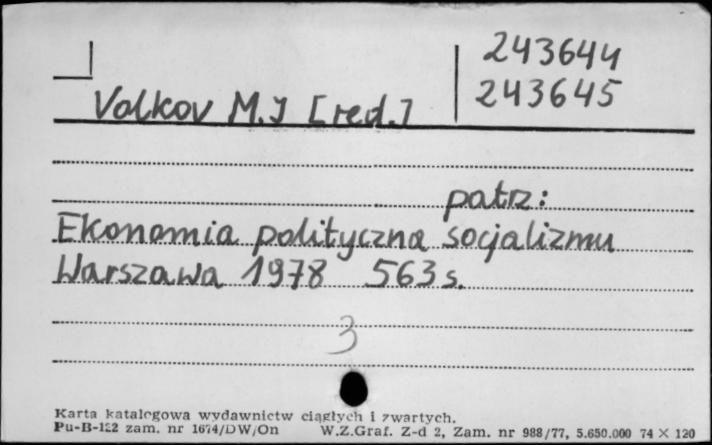 243644
243645
Volkov M.I [red.]
patrz:
Ekonomia polityczna socjalizmu
Warszawa 1978 563 s.
3
Karta katalogowa wydawnictw ciągłych i zwartych.
Pu-B-122 zam. nr 1674/DW/On W.Z.Graf. Z-d 2, Zam. nr 988/77, 5.650.000 74 × 120